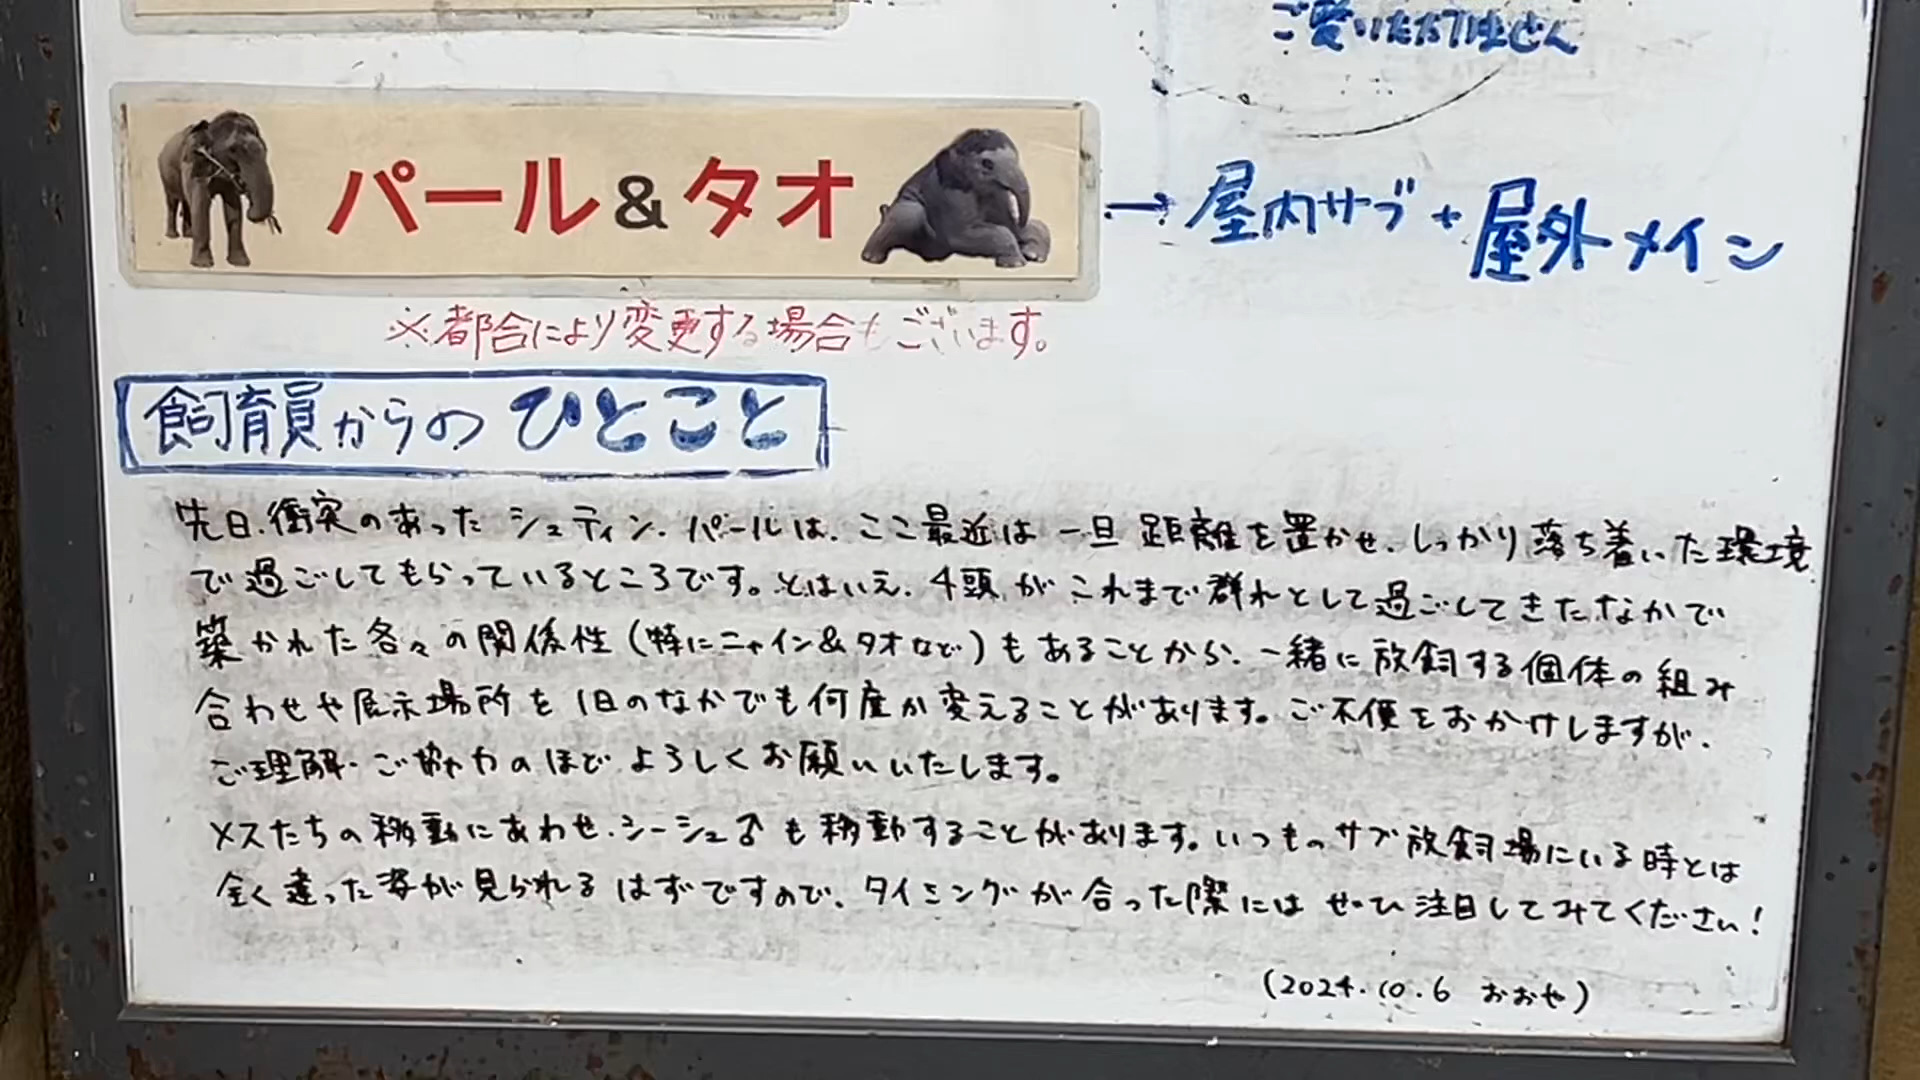 ご覧いただけません
パール&タオ
→屋内サブ+屋外メイン
※都合により変更する場合もございます。
飼育員からのひとこと
先日、衝突のあったシュティン、パールは、ここ最近は一旦距離を置かせ、しっかり落ち着いた環境
で過ごしてもらっているところです。とはいえ、4頭がこれまで群れとして過ごしてきたなかで
築かれた各々の関係性(特にニャイン&タオなど)もあることから、一緒に放飼する個体の組み
合わせや展示場所を1日のなかでも何度か変えることがあります。ご不便をおかけしますが、
ご理解・ご協力のほどよろしくお願いいたします。
メスたちの移動にあわせ、シーシュ♂も移動することがあります。いつものサブ放飼場にいる時とは
全く違った姿が見られるはずですので、タイミングが合った際にはぜひ注目してみてください!
(2024.10.6 おおや)